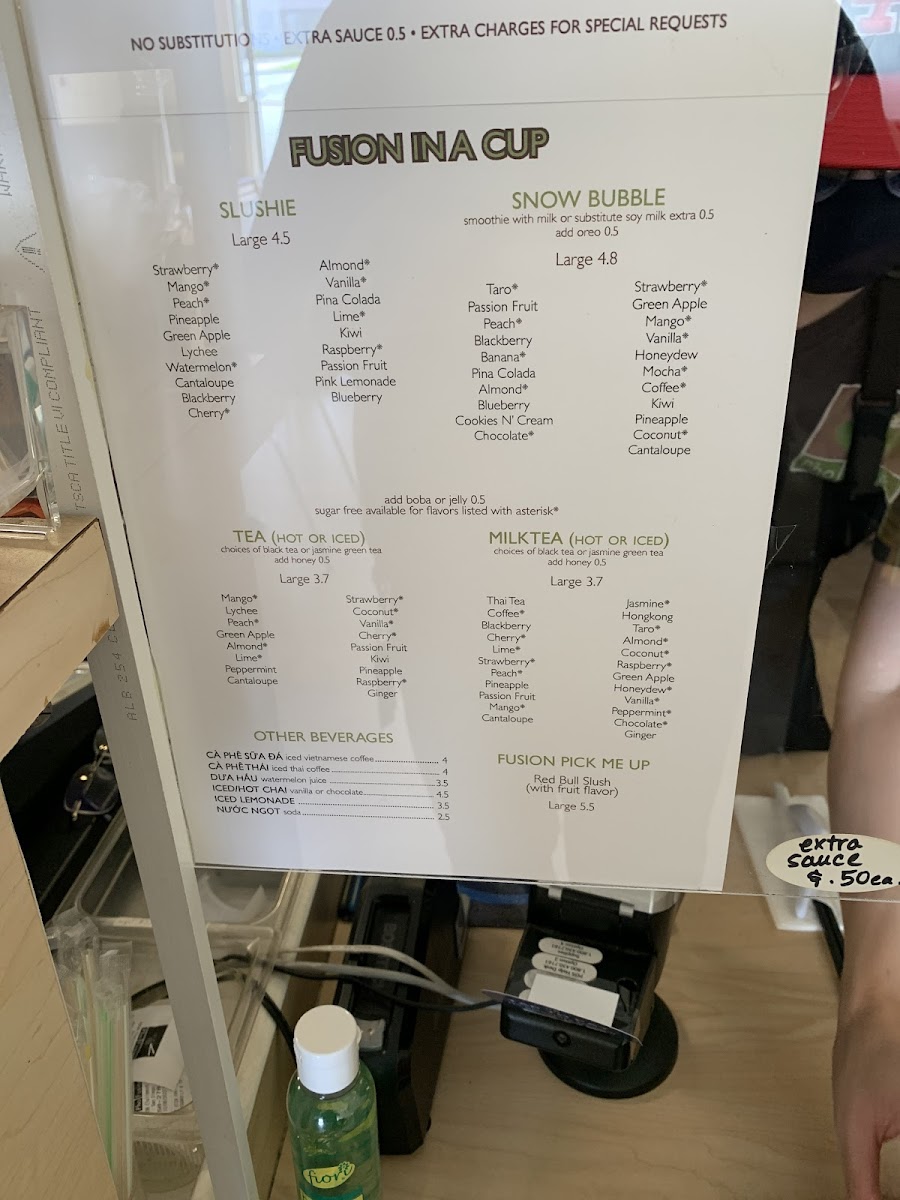 NO SUBSTITUTIONS • EXTRA SAUCE 0.5 • EXTRA CHARGES FOR SPECIAL REQUESTS
FUSION IN A CUP
SLUSHIE
Large 4.5
Strawberry*
Mango*
Peach*
Pineapple
Green Apple
Lychee
Watermelon*
Cantaloupe
Blackberry
Cherry*
Almond*
Vanilla*
Pina Colada
Lime*
Kiwi
Raspberry*
Passion Fruit
Pink Lemonade
Blueberry
SNOW BUBBLE
smoothie with milk or substitute soy milk extra 0.5
add oreo 0.5
Large 4.8
Taro*
Passion Fruit
Peach*
Blackberry
Banana*
Pina Colada
Almond*
Blueberry
Cookies N' Cream
Chocolate*
Strawberry*
Green Apple
Mango*
Vanilla*
Honeydew
Mocha*
Coffee*
Kiwi
Pineapple
Coconut*
Cantaloupe
add boba or jelly 0.5
sugar free available for flavors listed with asterisk*
TEA (HOT OR ICED)
choices of black tea or jasmine green tea
add honey 0.5
Large 3.7
Mango*
Lychee
Peach*
Green Apple
Almond*
Lime*
Peppermint
Cantaloupe
Strawberry*
Coconut*
Vanilla*
Cherry*
Passion Fruit
Kiwi
Pineapple
Raspberry*
Ginger
MILKTEA (HOT OR ICED)
choices of black tea or jasmine green tea
add honey 0.5
Large 3.7
Thai Tea
Coffee*
Blackberry
Cherry*
Lime*
Strawberry*
Peach*
Pineapple
Passion Fruit
Mango*
Cantaloupe
Jasmine*
Hongkong
Taro*
Almond*
Coconut*
Raspberry*
Green Apple
Honeydew*
Vanilla*
Peppermint*
Chocolate*
Ginger
OTHER BEVERAGES
CÀ PHÊ SỮA ĐÁ iced vietnamese coffee 4
CÀ PHÊ THÁI iced thai coffee 4
DƯA HẤU watermelon juice 3.5
ICED/HOT CHAI vanilla or chocolate 4.5
ICED LEMONADE 3.5
NƯỚC NGỌT soda 2.5
FUSION PICK ME UP
Red Bull Slush
(with fruit flavor)
Large 5.5
extra
sauce
$.50ea.
TSCA TITLE VI COMPLIANT
fiori